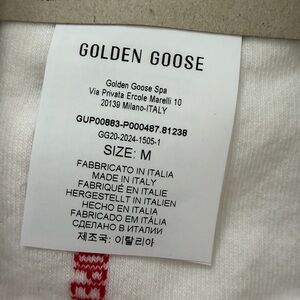 GOLDEN GOOSE
Golden Goose Spa
Via Privata Ercole Marelli 10
20139 Milano-ITALY
GUP00883-P000487.81238
GG20-2024-1505-1
SIZE: M
FABBRICATO IN ITALIA
MADE IN ITALY
FABRIQUÉ EN ITALIE
HERGESTELLT IN ITALIEN
HECHO EN ITALIA
FABRICADO EM ITÁLIA
СДЕЛАНО В ИТАЛИИ
제조국: 이탈리아